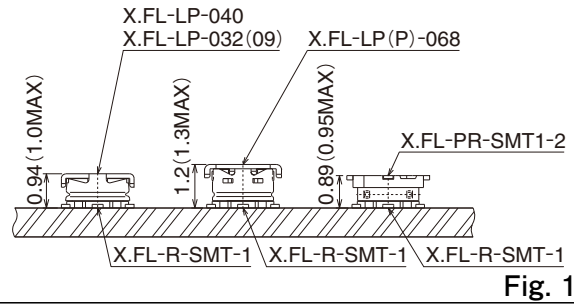 X.FL-LP-040
X.FL-LP-032(09)
X.FL-LP(P)-068
0.94(1.0MAX)
1.2(1.3MAX)
0.89(0.95MAX)
X.FL-PR-SMT1-2
X.FL-R-SMT-1
X.FL-R-SMT-1
X.FL-R-SMT-1
Fig. 1